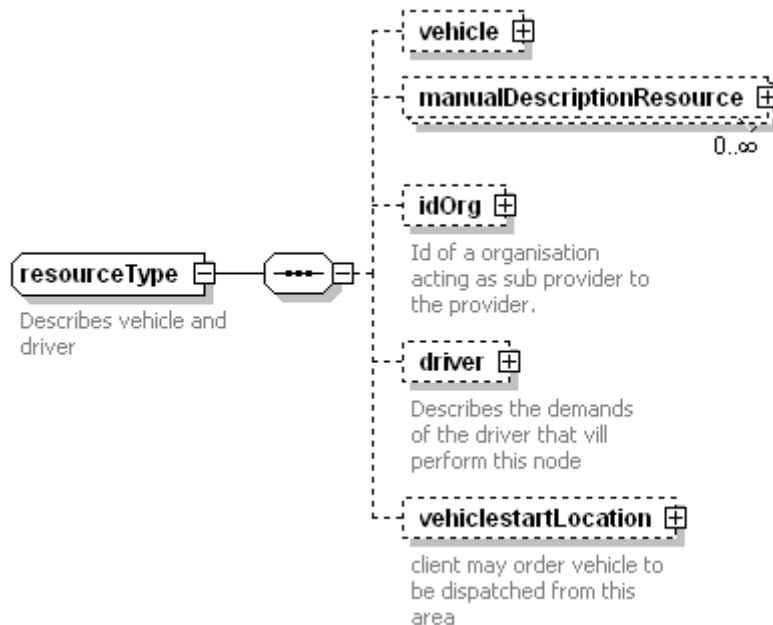 vehicle
manualDescriptionResource
0..∞
idOrg
Id of a organisation
acting as sub provider to
the provider.
resourceType
Describes vehicle and
driver
driver
Describes the demands
of the driver that vill
perform this node
vehiclestartLocation
client may order vehicle to
be dispatched from this
area